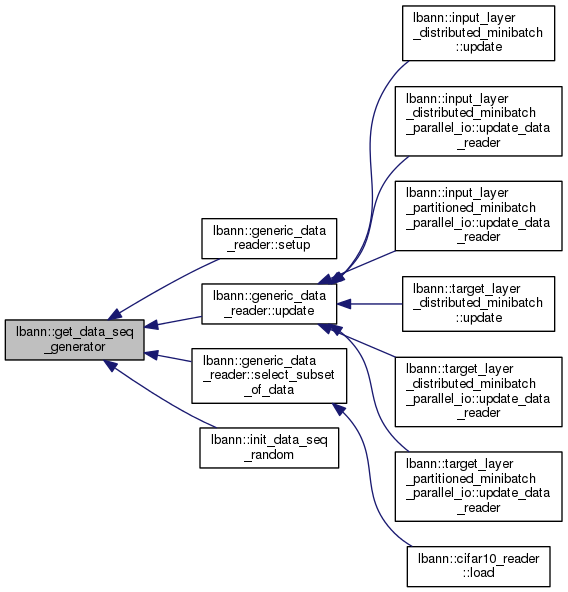 lbann::get_data_seq
_generator
lbann::generic_data
_reader::setup
lbann::generic_data
_reader::update
lbann::generic_data
_reader::select_subset
_of_data
lbann::init_data_seq
_random
lbann::input_layer
_distributed_minibatch
::update
lbann::input_layer
_distributed_minibatch
_parallel_io::update_data
_reader
lbann::input_layer
_partitioned_minibatch
_parallel_io::update_data
_reader
lbann::target_layer
_distributed_minibatch
::update
lbann::target_layer
_distributed_minibatch
_parallel_io::update_data
_reader
lbann::target_layer
_partitioned_minibatch
_parallel_io::update_data
_reader
lbann::cifar10_reader
::load